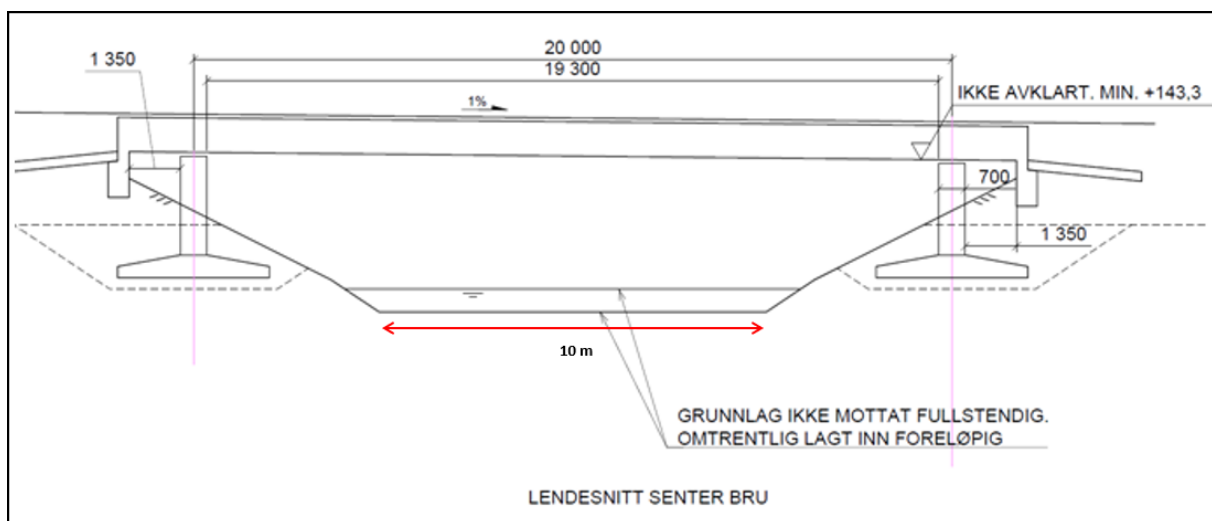 20 000
1 350
19 300
IKKE AVKLART. MIN. +143,3
1%
700
1 350
10 m
GRUNNLAG IKKE MOTTAT FULLSTENDIG.
OMTRENTLIG LAGT INN FORELØPIG
LENDESNITT SENTER BRU